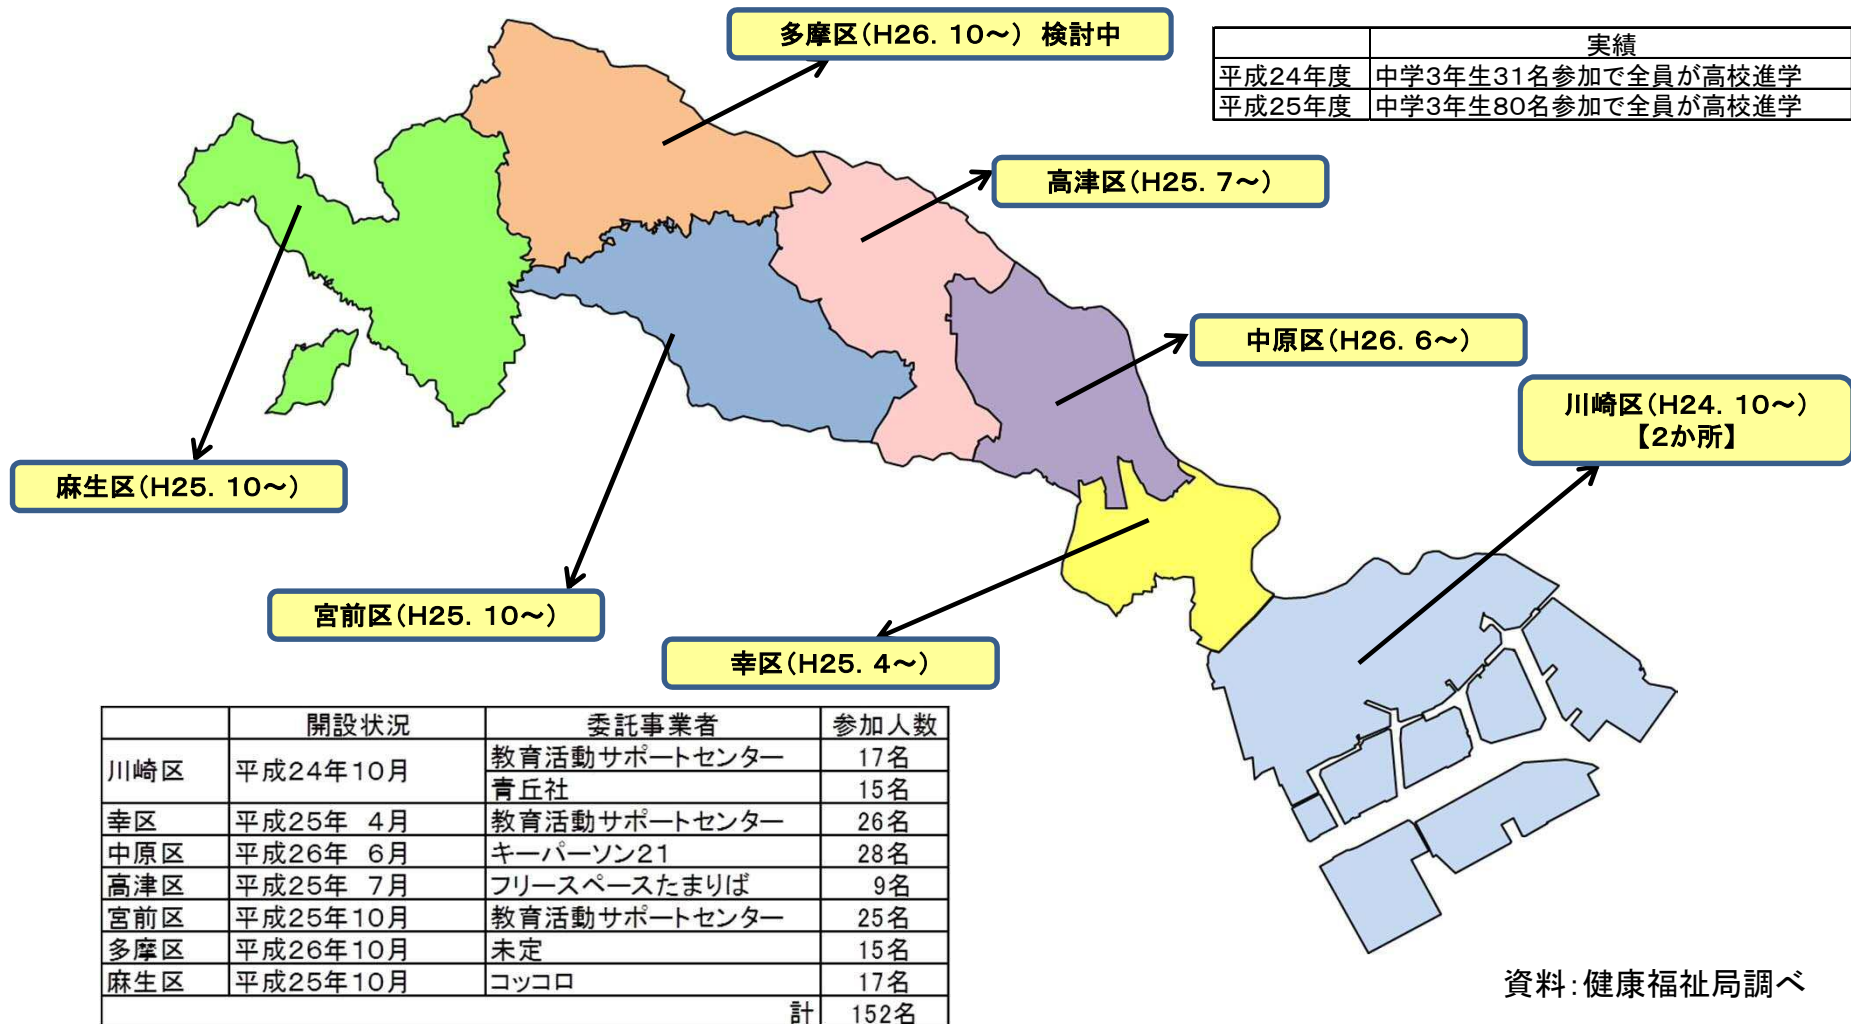 多摩区(H26. 10～) 検討中
実績
平成24年度 中学3年生31名参加で全員が高校進学
平成25年度 中学3年生80名参加で全員が高校進学
高津区(H25. 7～)
中原区(H26. 6～)
川崎区(H24. 10～)
【2か所】
麻生区(H25. 10～)
宮前区(H25. 10～)
幸区(H25. 4～)
開設状況 委託事業者 参加人数
川崎区 平成24年10月 教育活動サポートセンター 17名
青丘社 15名
幸区 平成25年 4月 教育活動サポートセンター 26名
中原区 平成26年 6月 キーパーソン21 28名
高津区 平成25年 7月 フリースペースたまりば 9名
宮前区 平成25年10月 教育活動サポートセンター 25名
多摩区 平成26年10月 未定 15名
麻生区 平成25年10月 コッコロ 17名
計 152名
資料:健康福祉局調べ